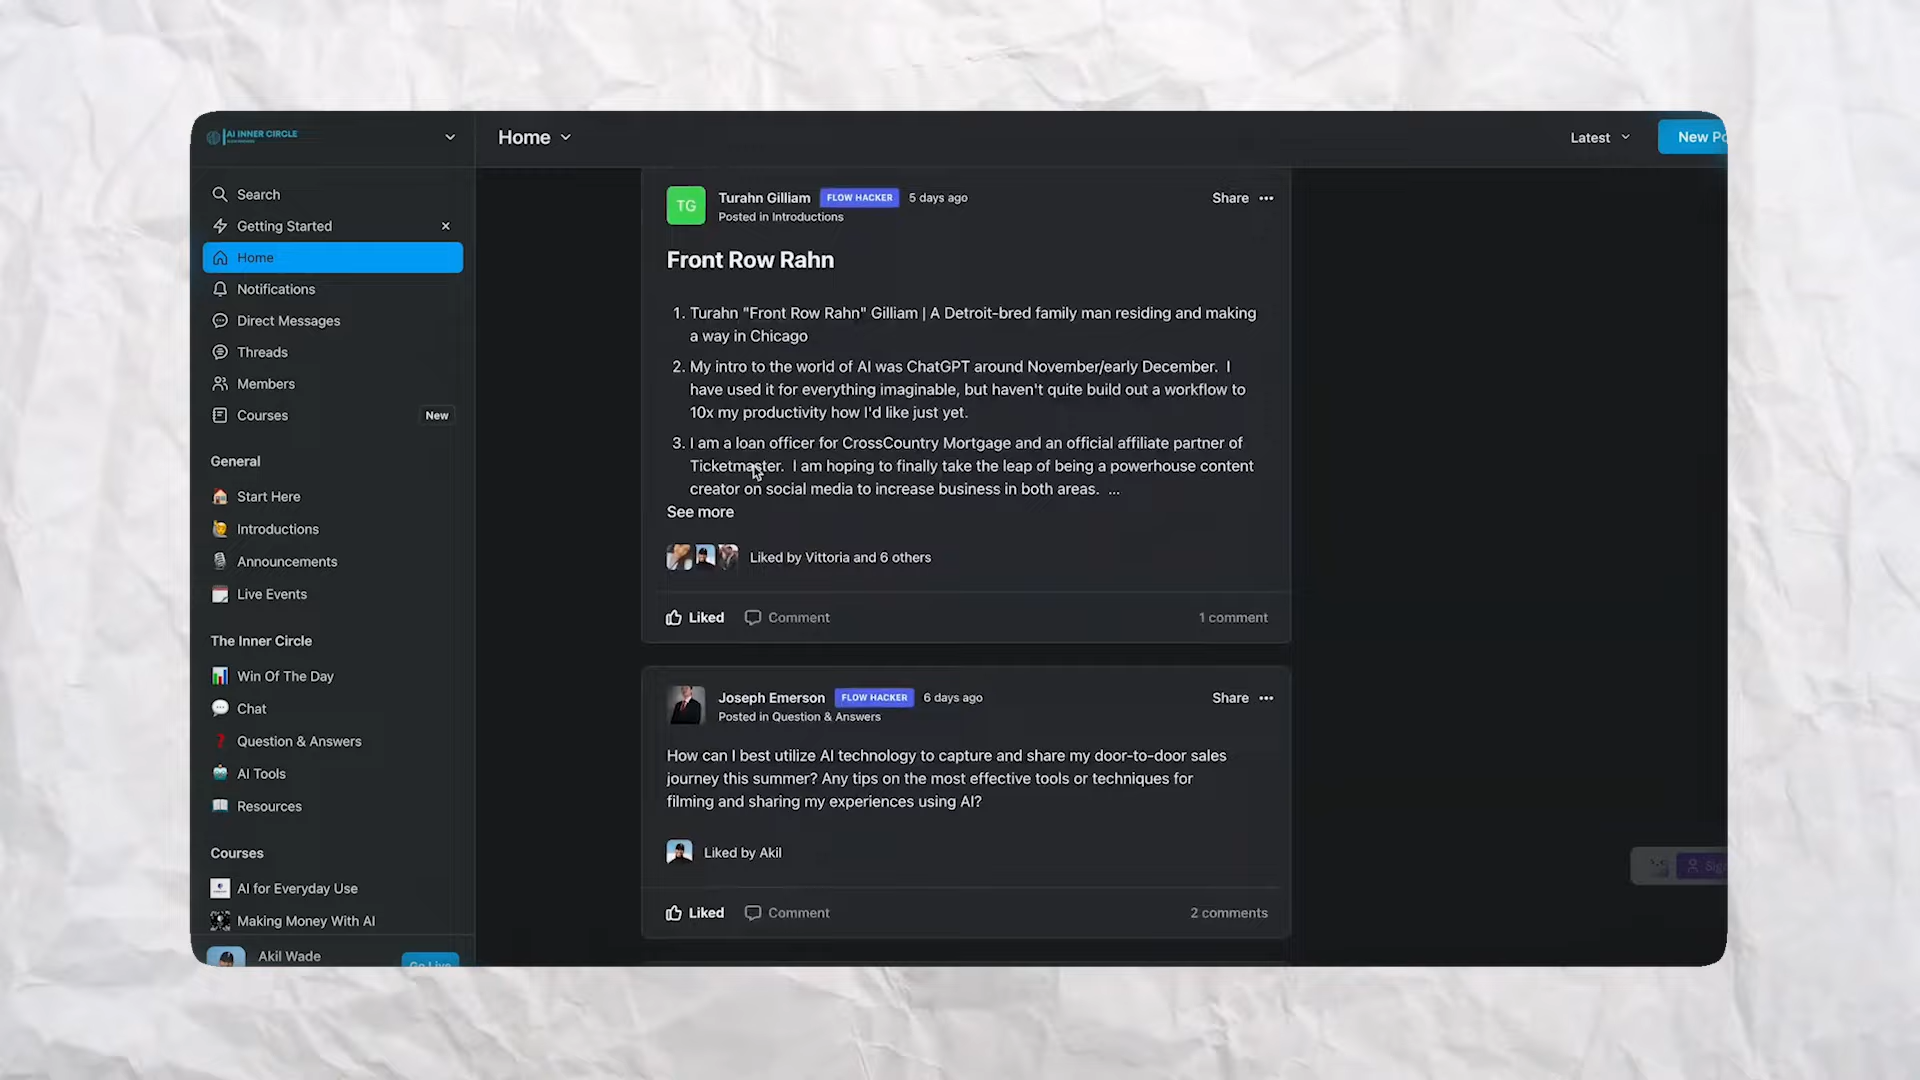 AI INNER CIRCLE
Search
Getting Started
Home
Notifications
Direct Messages
Threads
Members
Courses
New
General
Start Here
Introductions
Announcements
Live Events
The Inner Circle
Win Of The Day
Chat
Question & Answers
AI Tools
Resources
Courses
AI for Everyday Use
Making Money With AI
Akil Wade
Go Live
Home
Latest
New Po
TG
Turahn Gilliam FLOW HACKER 5 days ago
Posted in Introductions
Share
Front Row Rahn
1. Turahn "Front Row Rahn" Gilliam | A Detroit-bred family man residing and making
a way in Chicago
2. My intro to the world of AI was ChatGPT around November/early December. I
have used it for everything imaginable, but haven't quite build out a workflow to
10x my productivity how I'd like just yet.
3. I am a loan officer for CrossCountry Mortgage and an official affiliate partner of
Ticketmaster. I am hoping to finally take the leap of being a powerhouse content
creator on social media to increase business in both areas. ...
See more
Liked by Vittoria and 6 others
Liked Comment 1 comment
Joseph Emerson FLOW HACKER 6 days ago
Posted in Question & Answers
Share
How can I best utilize AI technology to capture and share my door-to-door sales
journey this summer? Any tips on the most effective tools or techniques for
filming and sharing my experiences using AI?
Liked by Akil
Liked Comment 2 comments